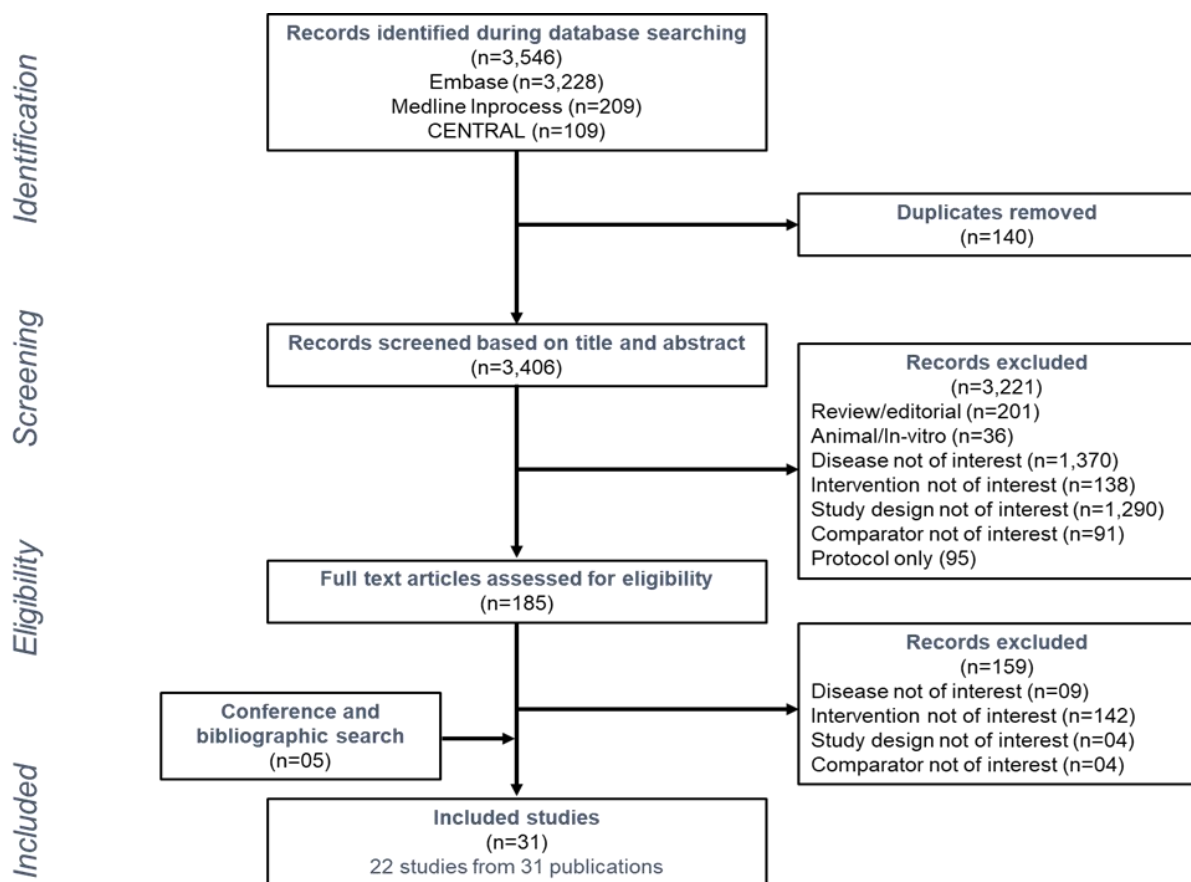 Identification
Records identified during database searching
(n=3,546)
Embase (n=3,228)
Medline Inprocess (n=209)
CENTRAL (n=109)
Duplicates removed
(n=140)
Screening
Records screened based on title and abstract
(n=3,406)
Records excluded
(n=3,221)
Review/editorial (n=201)
Animal/In-vitro (n=36)
Disease not of interest (n=1,370)
Intervention not of interest (n=138)
Study design not of interest (n=1,290)
Comparator not of interest (n=91)
Protocol only (95)
Eligibility
Full text articles assessed for eligibility
(n=185)
Records excluded
(n=159)
Disease not of interest (n=09)
Intervention not of interest (n=142)
Study design not of interest (n=04)
Comparator not of interest (n=04)
Conference and
bibliographic search
(n=05)
Included
Included studies
(n=31)
22 studies from 31 publications